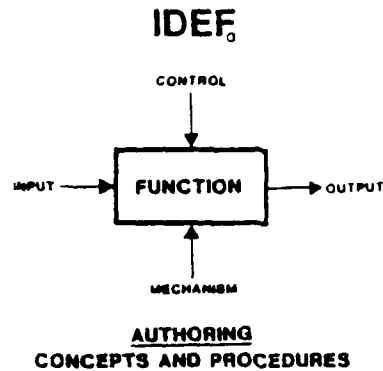 IDEF₀
CONTROL
INPUT
FUNCTION
OUTPUT
MECHANISM
AUTHORING
CONCEPTS AND PROCEDURES